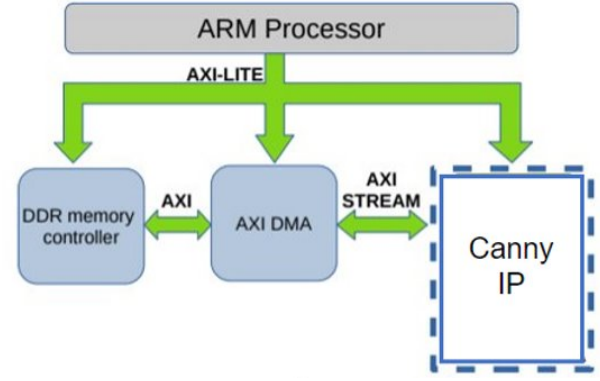 ARM Processor
AXI-LITE
DDR memory
controller
AXI
AXI DMA
AXI
STREAM
Canny
IP